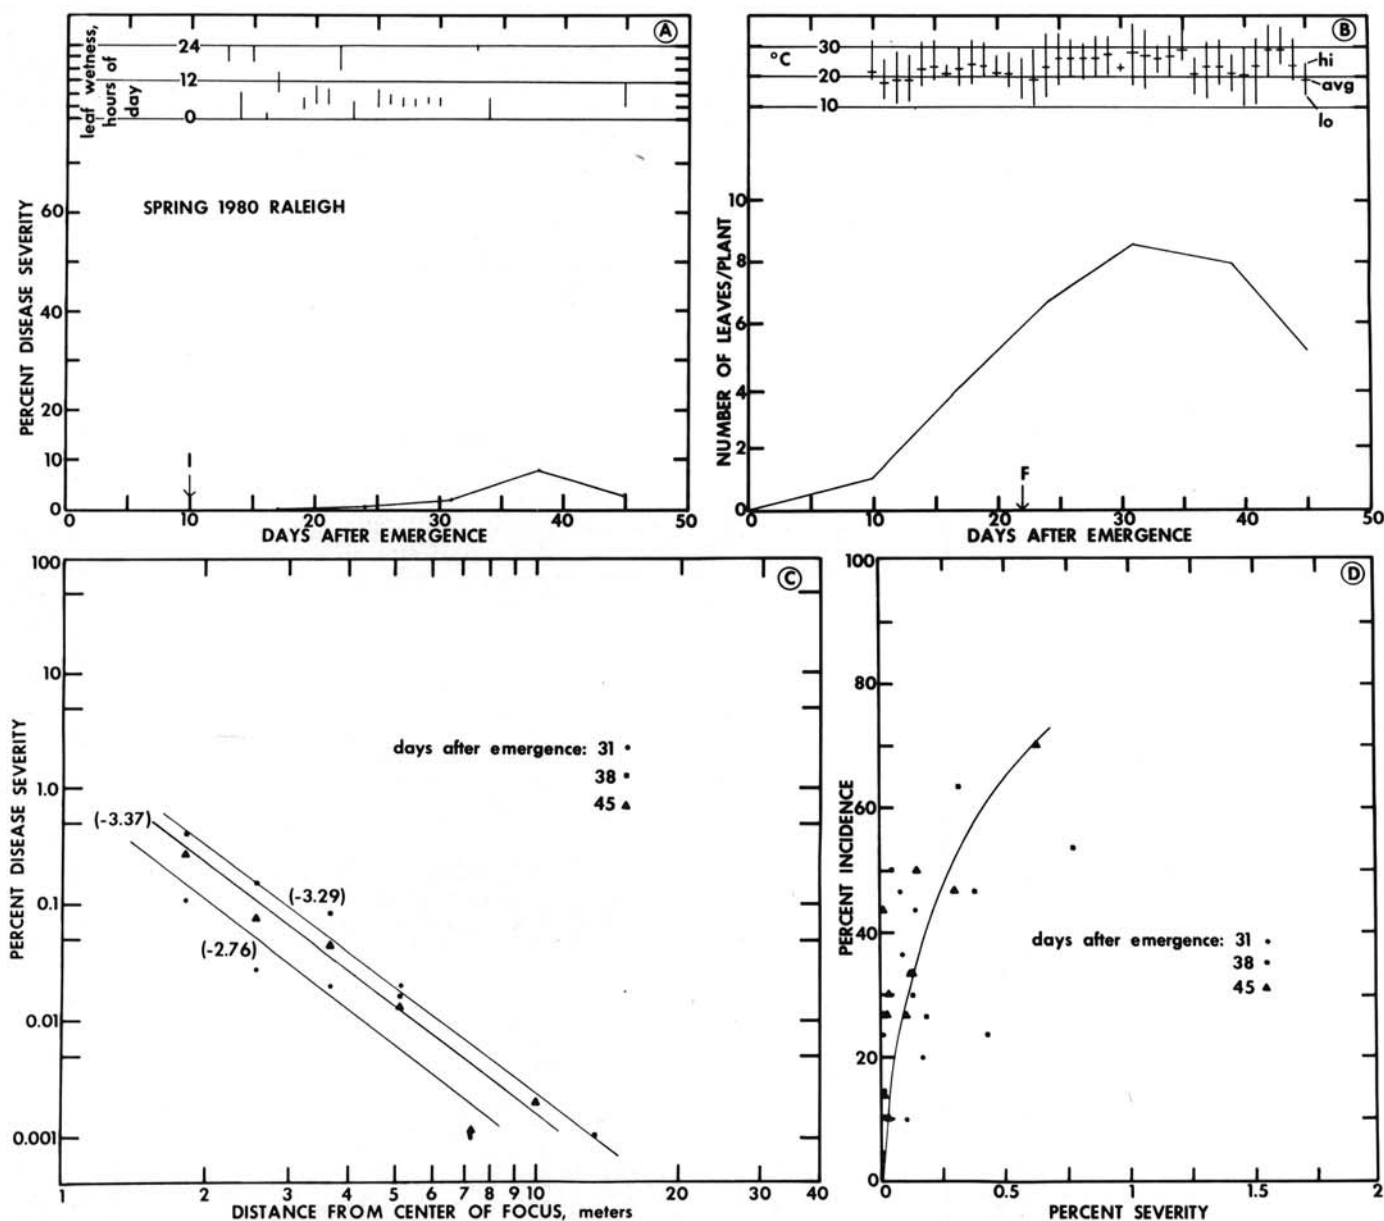 A
leaf wetness,
hours of
day
24
12
0
PERCENT DISEASE SEVERITY
60
40
20
10
0
SPRING 1980 RALEIGH
I
0 10 20 30 40 50
DAYS AFTER EMERGENCE
B
°C
30
20
10
hi
avg
lo
NUMBER OF LEAVES/PLANT
10
8
6
4
2
0
F
10 20 30 40 50
DAYS AFTER EMERGENCE
C
PERCENT DISEASE SEVERITY
100
10
1.0
0.1
0.01
0.001
days after emergence: 31
38
45
(-3.37)
(-3.29)
(-2.76)
1 2 3 4 5 6 7 8 9 10 20 30 40
DISTANCE FROM CENTER OF FOCUS, meters
D
PERCENT INCIDENCE
100
80
60
40
20
0
days after emergence: 31
38
45
0 0.5 1 1.5 2
PERCENT SEVERITY